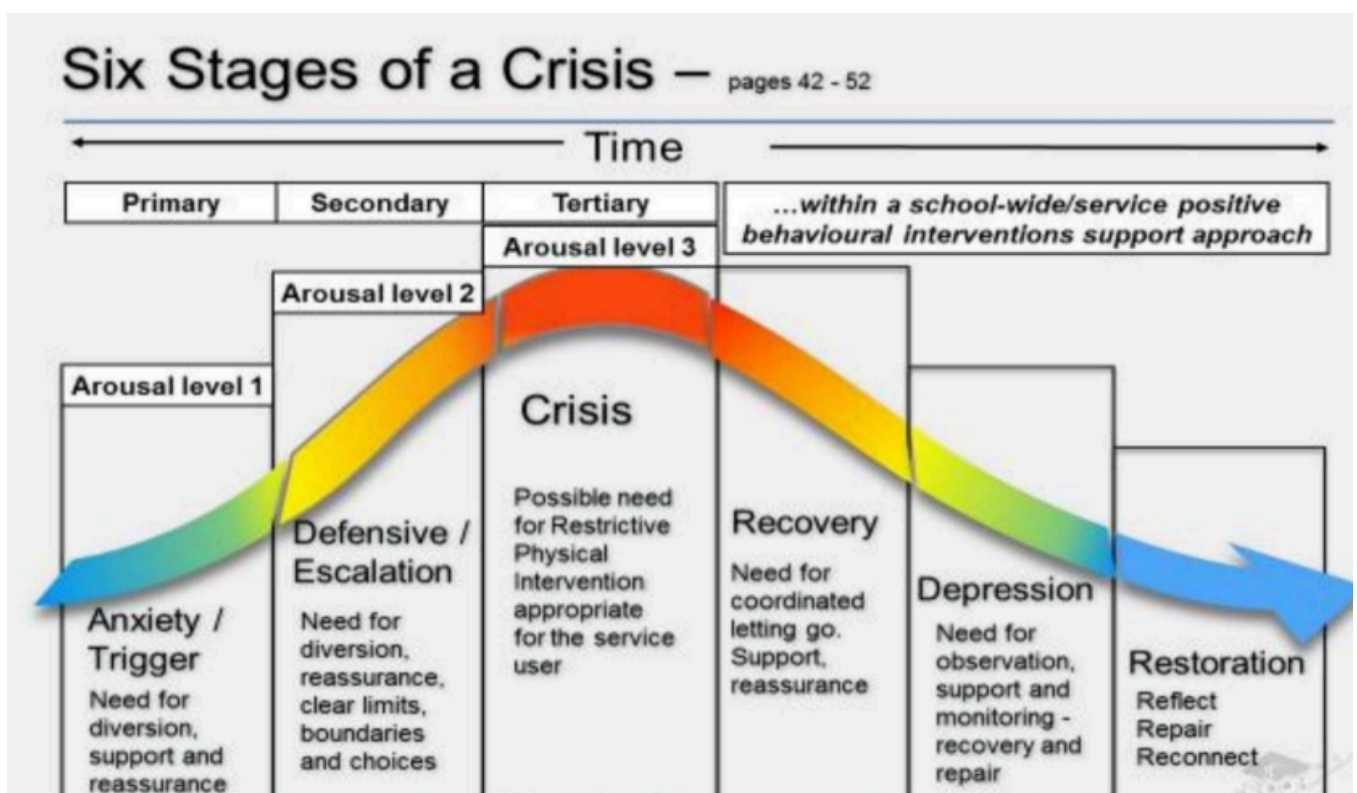 Six Stages of a Crisis – pages 42 - 52
Time
Primary
Secondary
Tertiary
...within a school-wide/service positive
behavioural interventions support approach
Arousal level 1
Arousal level 2
Arousal level 3
Anxiety /
Trigger
Need for
diversion,
support and
reassurance
Defensive /
Escalation
Need for
diversion,
reassurance,
clear limits,
boundaries
and choices
Crisis
Possible need
for Restrictive
Physical
Intervention
appropriate
for the service
user
Recovery
Need for
coordinated
letting go.
Support,
reassurance
Depression
Need for
observation,
support and
monitoring -
recovery and
repair
Restoration
Reflect
Repair
Reconnect